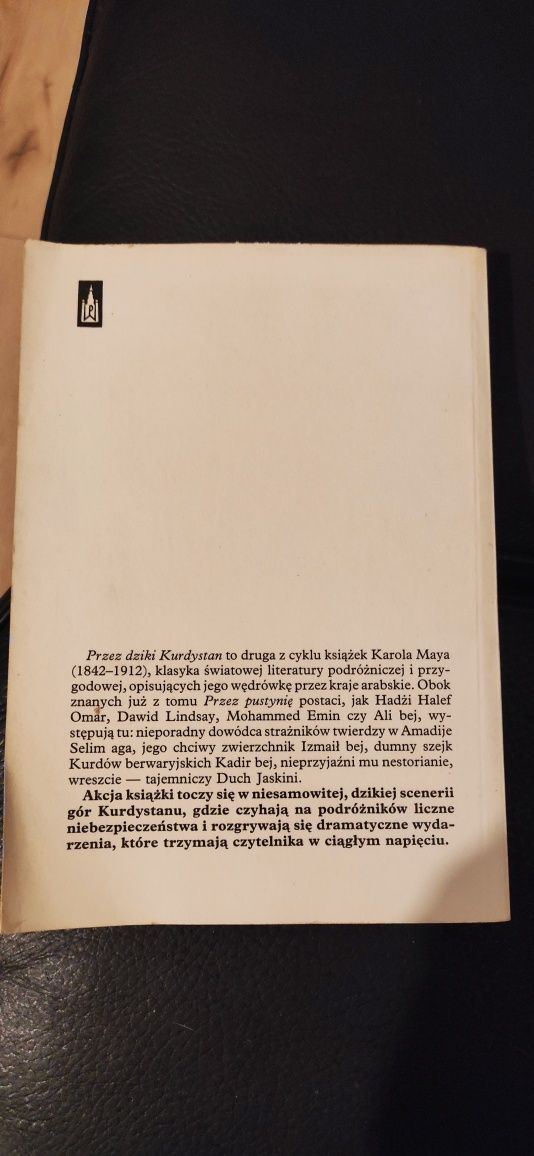 Przez dziki Kurdystan to druga z cyklu książek Karola Maya
(1842–1912), klasyka światowej literatury podróżniczej i przy-
godowej, opisujących jego wędrówkę przez kraje arabskie. Obok
znanych już z tomu Przez pustynię postaci, jak Hadżi Halef
Omar, Dawid Lindsay, Mohammed Emin czy Ali bej, wy-
stępują tu: nieporadny dowódca strażników twierdzy w Amadije
Selim aga, jego chciwy zwierzchnik Izmaił bej, dumny szejk
Kurdów berwaryjskich Kadir bej, nieprzyjaźni mu nestorianie,
wreszcie — tajemniczy Duch Jaskini.
Akcja książki toczy się w niesamowitej, dzikiej scenerii
gór Kurdystanu, gdzie czyhają na podróżników liczne
niebezpieczeństwa i rozgrywają się dramatyczne wyda-
rzenia, które trzymają czytelnika w ciągłym napięciu.